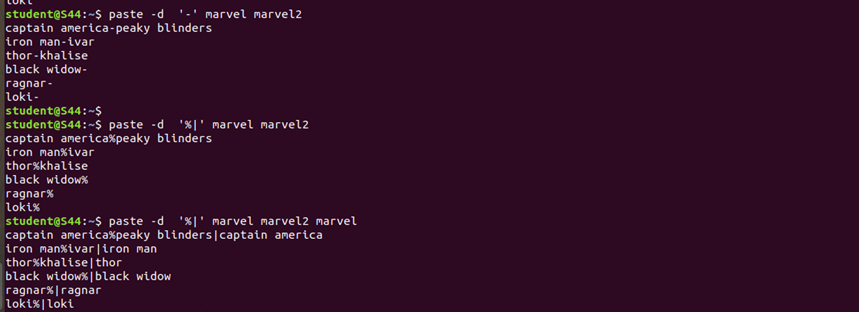 loki
student@S44:~$ paste -d  '-' marvel marvel2
captain america-peaky blinders
iron man-ivar
thor-khalise
black widow-
ragnar-
loki-
student@S44:~$
student@S44:~$ paste -d  '%|' marvel marvel2
captain america%peaky blinders
iron man%ivar
thor%khalise
black widow%
ragnar%
loki%
student@S44:~$ paste -d  '%|' marvel marvel2 marvel
captain america%peaky blinders|captain america
iron man%ivar|iron man
thor%khalise|thor
black widow%|black widow
ragnar%|ragnar
loki%|loki